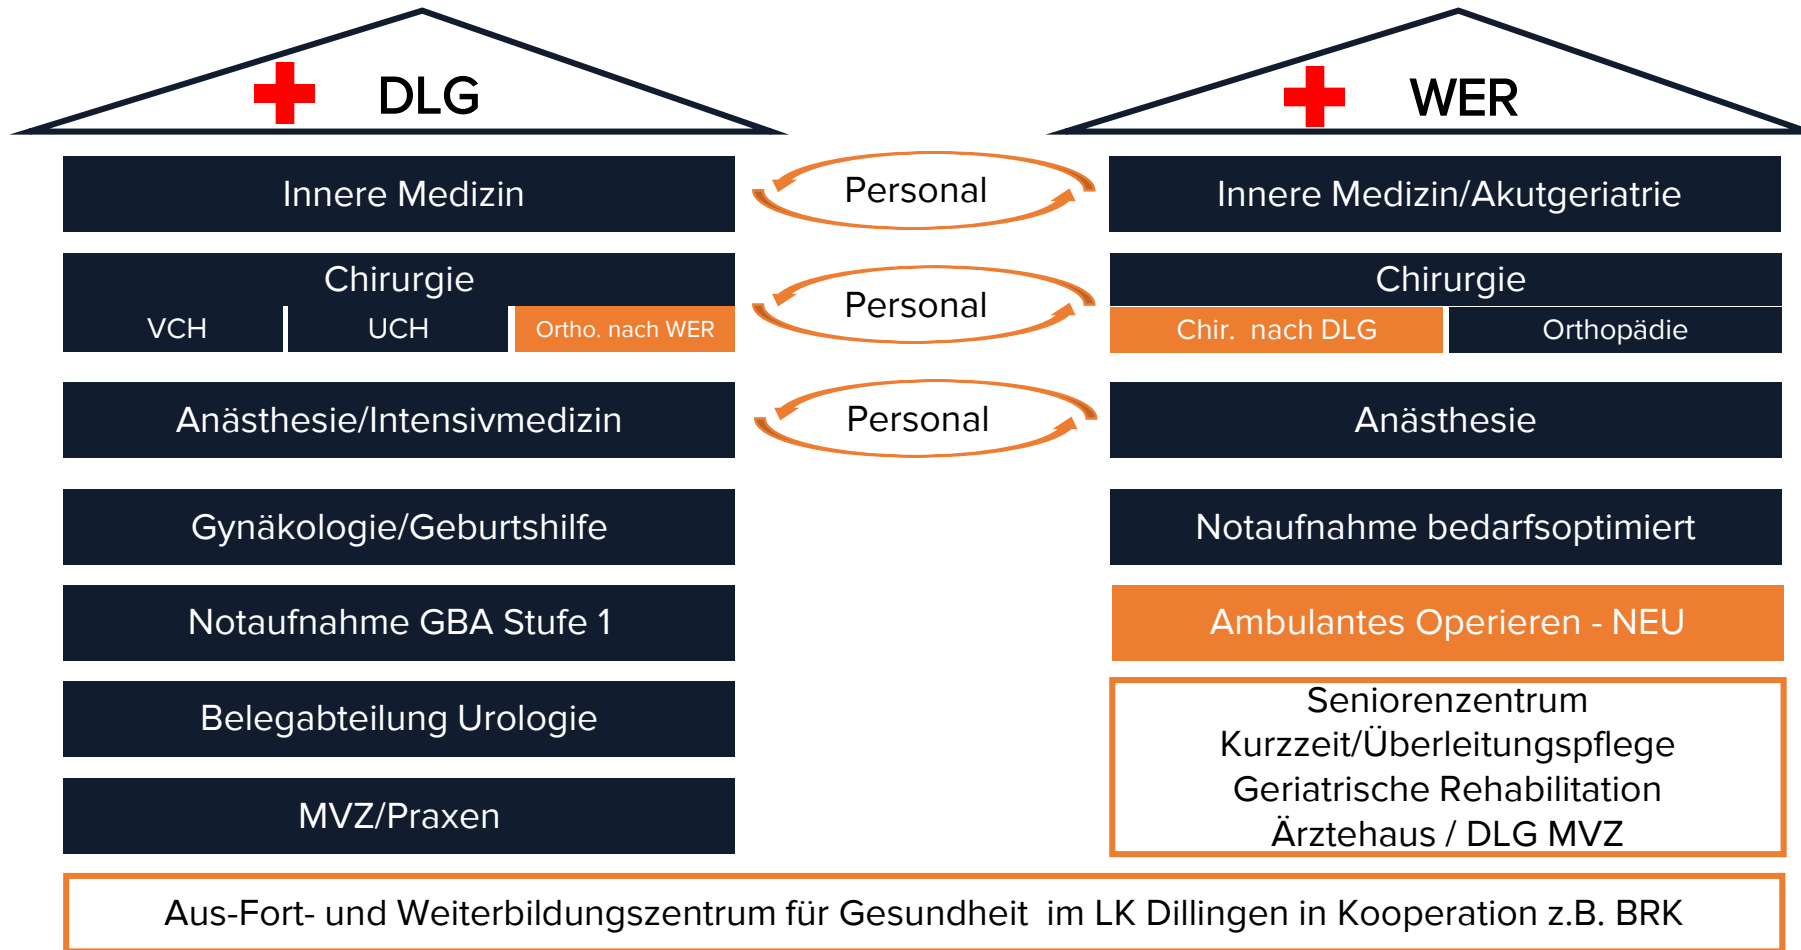 DLG
WER
Innere Medizin
Personal
Innere Medizin/Akutgeriatrie
Chirurgie
VCH
UCH
Ortho. nach WER
Personal
Chirurgie
Chir. nach DLG
Orthopädie
Anästhesie/Intensivmedizin
Personal
Anästhesie
Gynäkologie/Geburtshilfe
Notaufnahme bedarfsoptimiert
Notaufnahme GBA Stufe 1
Ambulantes Operieren - NEU
Belegabteilung Urologie
MVZ/Praxen
Seniorenzentrum
Kurzzeit/Überleitungspflege
Geriatrische Rehabilitation
Ärztehaus / DLG MVZ
Aus-Fort- und Weiterbildungszentrum für Gesundheit im LK Dillingen in Kooperation z.B. BRK